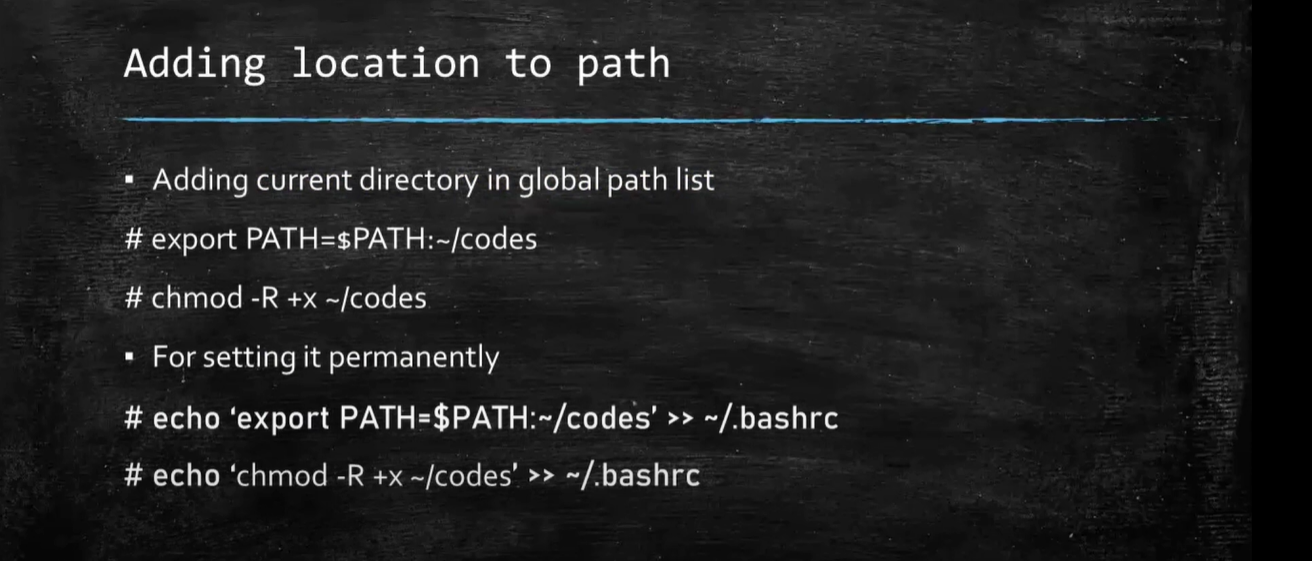 Adding location to path
▪ Adding current directory in global path list
# export PATH=$PATH:~/codes
# chmod -R +x ~/codes
▪ For setting it permanently
# echo ‘export PATH=$PATH:~/codes’ >> ~/.bashrc
# echo ‘chmod -R +x ~/codes’ >> ~/.bashrc